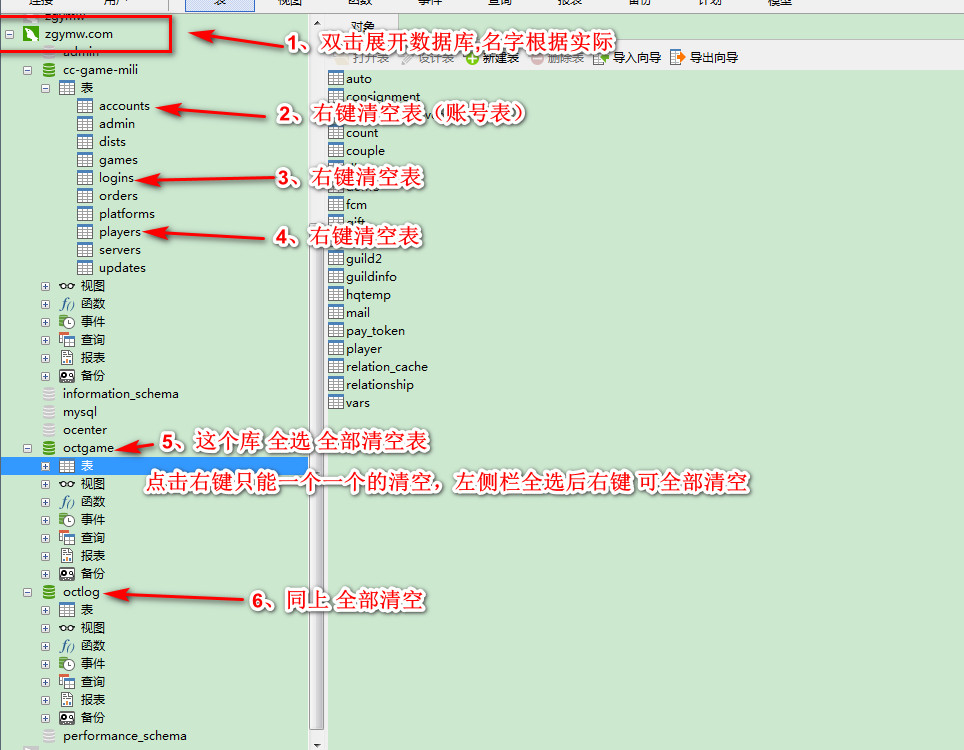 连接
用户
表
视图
函数
事件
查询
报表
备份
计划
模型
zgymw
zgymw.com
admin
cc-game-mili
表
accounts
admin
dists
games
logins
orders
platforms
players
servers
updates
视图
函数
事件
查询
报表
备份
information_schema
mysql
ocenter
octgame
表
视图
函数
事件
查询
报表
备份
octlog
表
视图
函数
事件
查询
报表
备份
performance_schema
对象
打开表
设计表
新建表
删除表
导入向导
导出向导
auto
consignment
count
couple
fcm
gift
guild2
guildinfo
hqtemp
mail
pay_token
player
relation_cache
relationship
vars
1、双击展开数据库,名字根据实际
2、右键清空表（账号表）
3、右键清空表
4、右键清空表
5、这个库 全选 全部清空表
点击右键只能一个一个的清空，左侧栏全选后右键 可全部清空
6、同上 全部清空